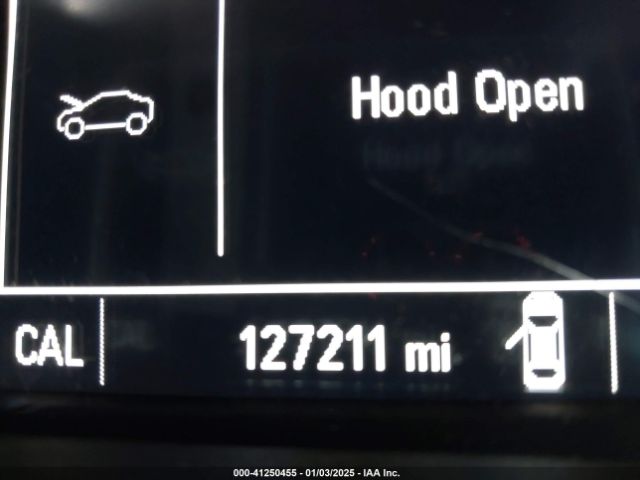 Hood Open
CAL 127211 mi
000-41250455 - 01/03/2025 - IAA Inc.